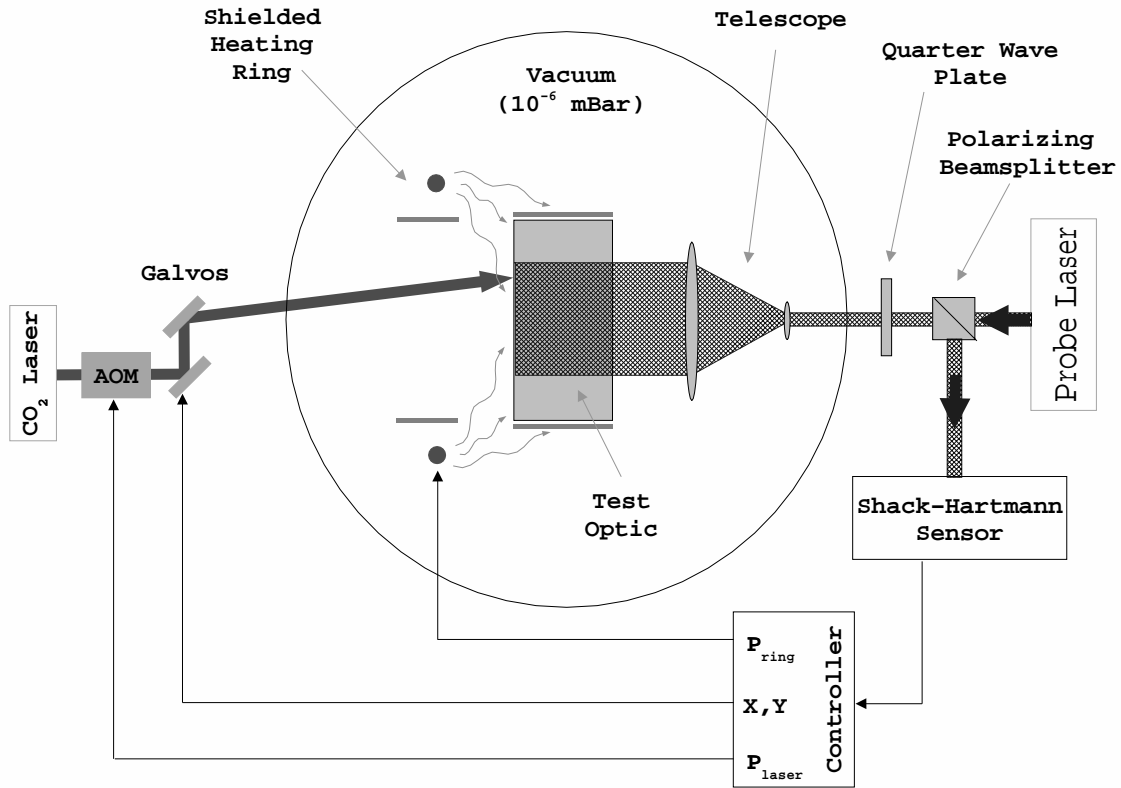 Shielded
Heating
Ring
Telescope
Quarter Wave
Plate
Vacuum
(10⁻⁶ mBar)
Polarizing
Beamsplitter
Galvos
CO₂ Laser
AOM
Probe Laser
Test
Optic
Shack-Hartmann
Sensor
P_ring
X,Y
P_laser
Controller